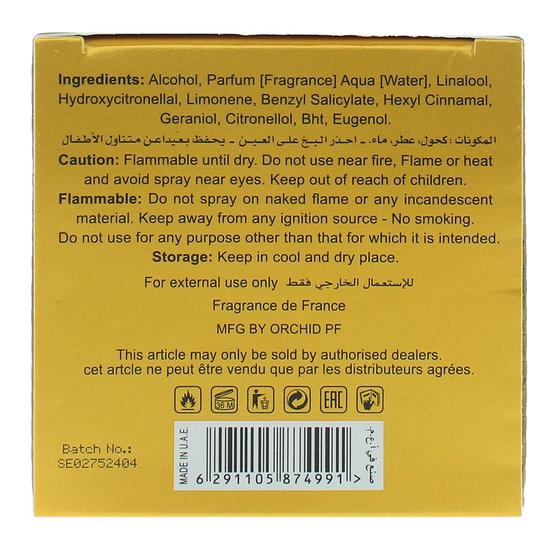 Ingredients: Alcohol, Parfum [Fragrance] Aqua [Water], Linalool,
Hydroxycitronellal, Limonene, Benzyl Salicylate, Hexyl Cinnamal,
Geraniol, Citronellol, Bht, Eugenol.
المكونات : كحول، عطر، ماء. ـ احذر البخ على العين ـ يحفظ بعيدا عن متناول الأطفال
Caution: Flammable until dry. Do not use near fire, Flame or heat
and avoid spray near eyes. Keep out of reach of children.
Flammable: Do not spray on naked flame or any incandescent
material. Keep away from any ignition source - No smoking.
Do not use for any purpose other than that for which it is intended.
Storage: Keep in cool and dry place.
For external use only للإستعمال الخارجي فقط
Fragrance de France
MFG BY ORCHID PF
This article may only be sold by authorised dealers.
cet artcle ne peut être vendu que par les distributeurs agrées.
36 M EAC
Batch No.:
SE02752404
MADE IN U.A.E.
6 291105 874991 >
صنع في أ.ع.م.